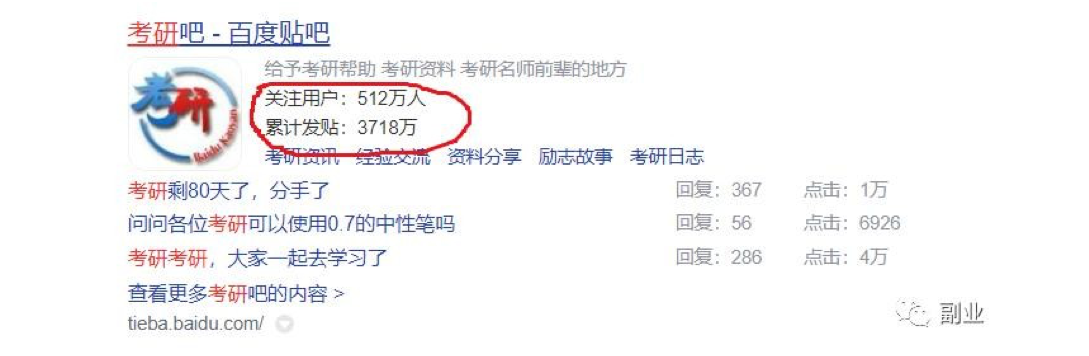 考研吧 - 百度贴吧
给予考研帮助 考研资料 考研名师前辈的地方
考研
Baidu Kaoyan
关注用户：512万人
累计发贴：3718万
考研资讯 经验交流 资料分享 励志故事 考研日志
考研剩80天了，分手了 回复：367 点击：1万
问问各位考研可以使用0.7的中性笔吗 回复：56 点击：6926
考研考研，大家一起去学习了 回复：286 点击：4万
查看更多考研吧的内容 >
tieba.baidu.com/
副业